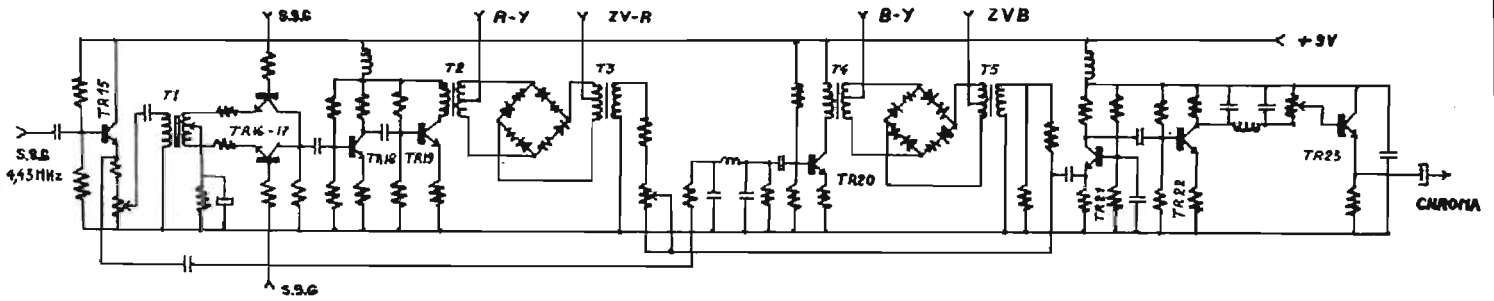 S.S.G
R-Y
ZV-R
B-Y
ZVB
+9V
TR15
T1
T2
T3
T4
T5
TR16-17
TR18
TR19
TR20
TR21
TR22
TR23
S.S.G
4,43 MHz
CHROMA
S.S.G